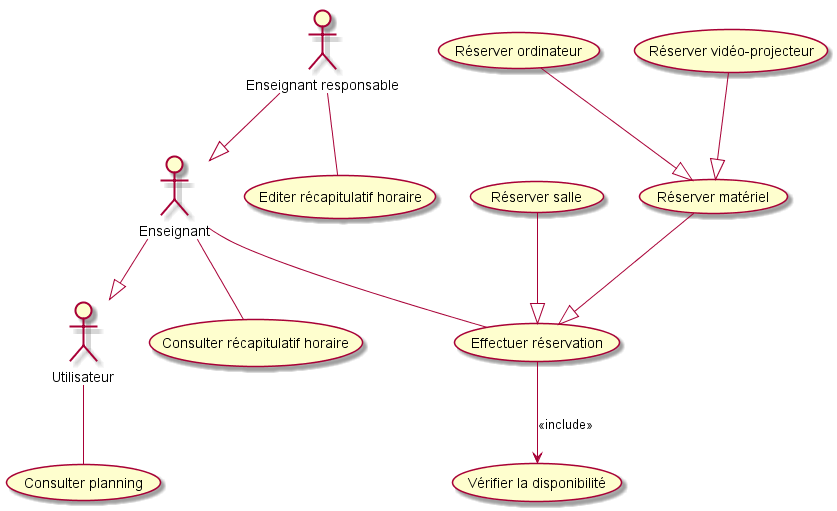 Réserver ordinateur
Réserver vidéo-projecteur
Enseignant responsable
Editer récapitulatif horaire
Réserver salle
Réserver matériel
Enseignant
Consulter récapitulatif horaire
Effectuer réservation
Utilisateur
«include»
Consulter planning
Vérifier la disponibilité